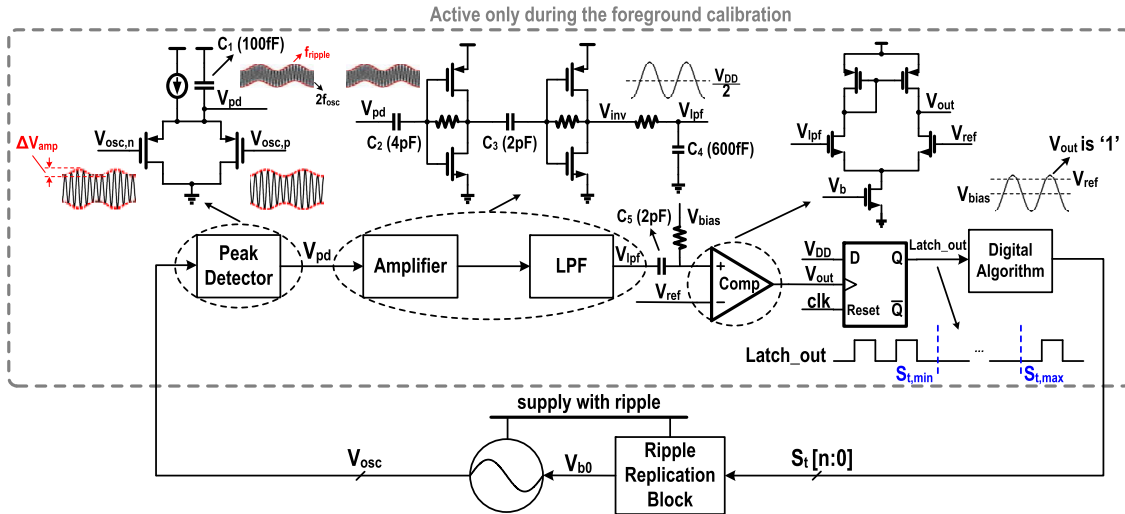 Active only during the foreground calibration
C1 (100fF)
fripple
2fosc
Vpd
Vosc,n
Vosc,p
ΔVamp
Vpd
C2 (4pF)
C3 (2pF)
Vinv
Vlpf
C4 (600fF)
VDD
2
Vlpf
Vout
Vref
Vb
Vout is '1'
Vref
Vbias
Peak
Detector
Vpd
Amplifier
LPF
Vlpf
C5 (2pF)
Vbias
Vref
+
−
Comp
VDD
Vout
clk
D
Q
Reset
Q̅
Latch_out
Digital
Algorithm
Latch_out
...
St,min
St,max
supply with ripple
Vosc
Vb0
Ripple
Replication
Block
St [n:0]